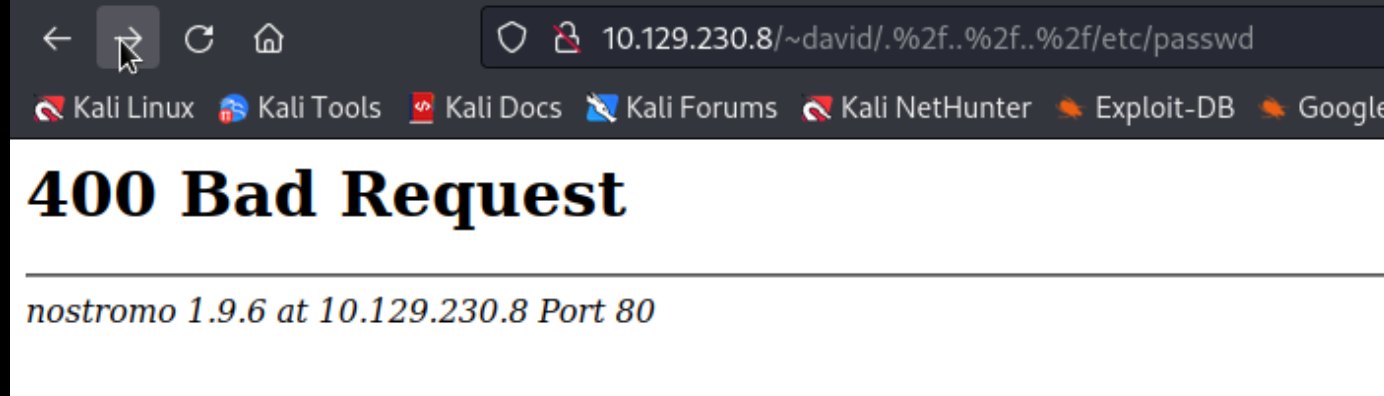 10.129.230.8/~david/.%2f..%2f..%2f/etc/passwd
Kali Linux Kali Tools Kali Docs Kali Forums Kali NetHunter Exploit-DB Google
400 Bad Request
nostromo 1.9.6 at 10.129.230.8 Port 80